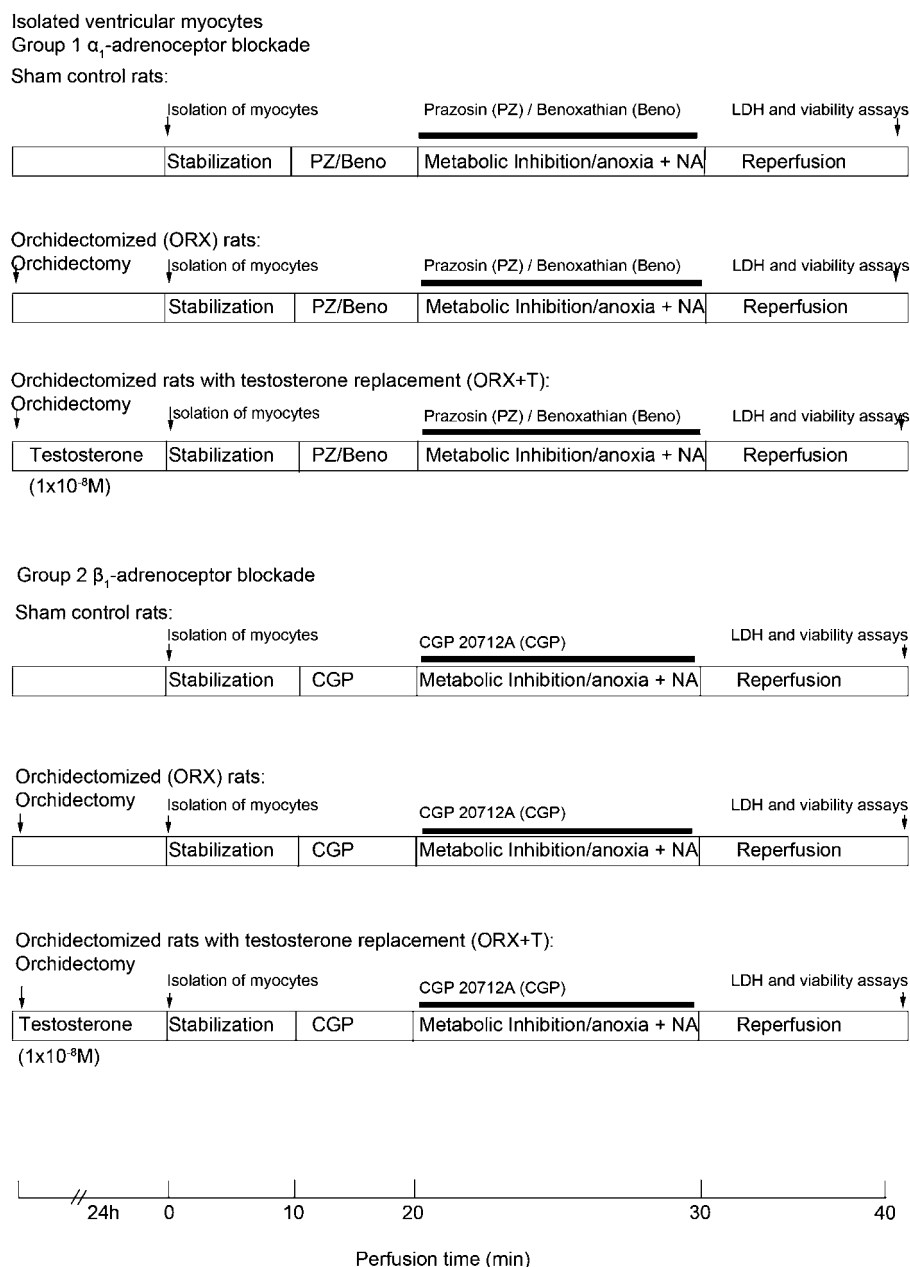 Isolated ventricular myocytes
Group 1 α₁-adrenoceptor blockade
Sham control rats:
Isolation of myocytes
Prazosin (PZ) / Benoxathian (Beno)
LDH and viability assays
Stabilization
PZ/Beno
Metabolic Inhibition/anoxia + NA
Reperfusion
Orchidectomized (ORX) rats:
Orchidectomy
Isolation of myocytes
Prazosin (PZ) / Benoxathian (Beno)
LDH and viability assays
Stabilization
PZ/Beno
Metabolic Inhibition/anoxia + NA
Reperfusion
Orchidectomized rats with testosterone replacement (ORX+T):
Orchidectomy
Isolation of myocytes
Prazosin (PZ) / Benoxathian (Beno)
LDH and viability assays
Testosterone
Stabilization
PZ/Beno
Metabolic Inhibition/anoxia + NA
Reperfusion
(1x10⁻⁸M)
Group 2 β₁-adrenoceptor blockade
Sham control rats:
Isolation of myocytes
CGP 20712A (CGP)
LDH and viability assays
Stabilization
CGP
Metabolic Inhibition/anoxia + NA
Reperfusion
Orchidectomized (ORX) rats:
Orchidectomy
Isolation of myocytes
CGP 20712A (CGP)
LDH and viability assays
Stabilization
CGP
Metabolic Inhibition/anoxia + NA
Reperfusion
Orchidectomized rats with testosterone replacement (ORX+T):
Orchidectomy
Isolation of myocytes
CGP 20712A (CGP)
LDH and viability assays
Testosterone
Stabilization
CGP
Metabolic Inhibition/anoxia + NA
Reperfusion
(1x10⁻⁸M)
24h 0 10 20 30 40
Perfusion time (min)